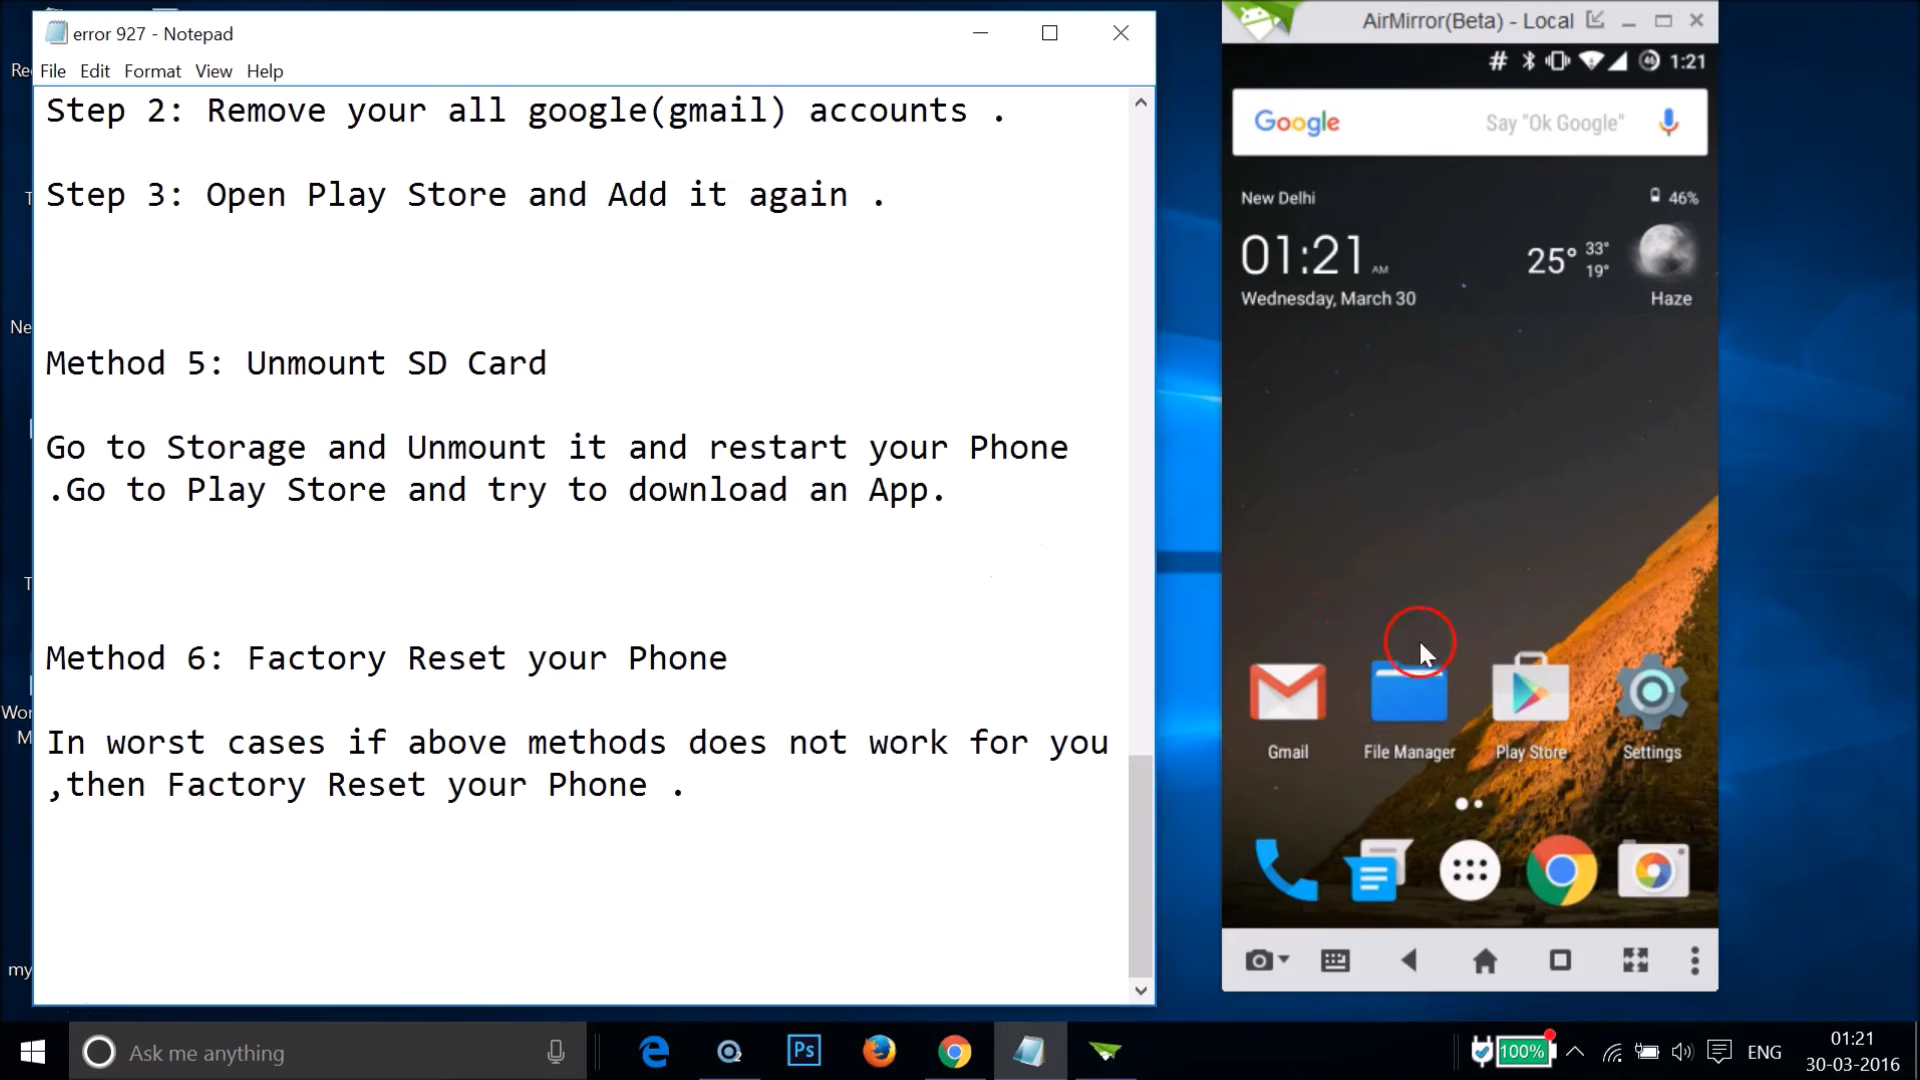 error 927 - Notepad
File Edit Format View Help
Step 2: Remove your all google(gmail) accounts .
Step 3: Open Play Store and Add it again .
Method 5: Unmount SD Card
Go to Storage and Unmount it and restart your Phone
.Go to Play Store and try to download an App.
Method 6: Factory Reset your Phone
In worst cases if above methods does not work for you
,then Factory Reset your Phone .
AirMirror(Beta) - Local
# 1:21
Google Say "Ok Google"
New Delhi 46%
01:21 AM 25° 33° 19°
Wednesday, March 30 Haze
Gmail File Manager Play Store Settings
Rec
T
Ne
T
Wor
M
my
Ask me anything
Ps
100%
ENG
01:21
30-03-2016